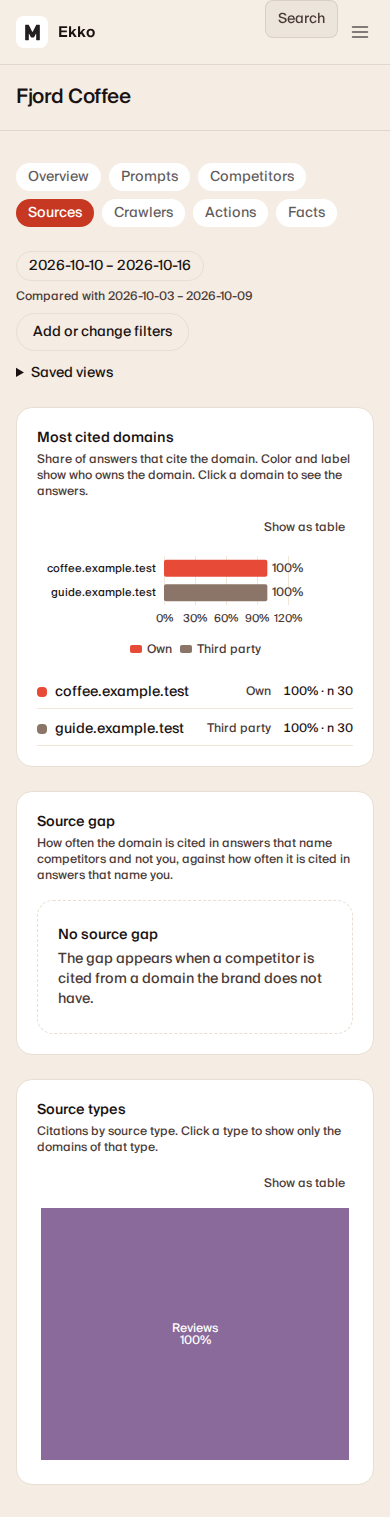 Search
M Ekko
Fjord Coffee
Overview Prompts Competitors
Sources Crawlers Actions Facts
2026-10-10 – 2026-10-16
Compared with 2026-10-03 – 2026-10-09
Add or change filters
Saved views
Most cited domains
Share of answers that cite the domain. Color and label
show who owns the domain. Click a domain to see the
answers.
Show as table
coffee.example.test 100%
guide.example.test 100%
0% 30% 60% 90% 120%
Own Third party
coffee.example.test Own 100% · n 30
guide.example.test Third party 100% · n 30
Source gap
How often the domain is cited in answers that name
competitors and not you, against how often it is cited in
answers that name you.
No source gap
The gap appears when a competitor is
cited from a domain the brand does not
have.
Source types
Citations by source type. Click a type to show only the
domains of that type.
Show as table
Reviews
100%